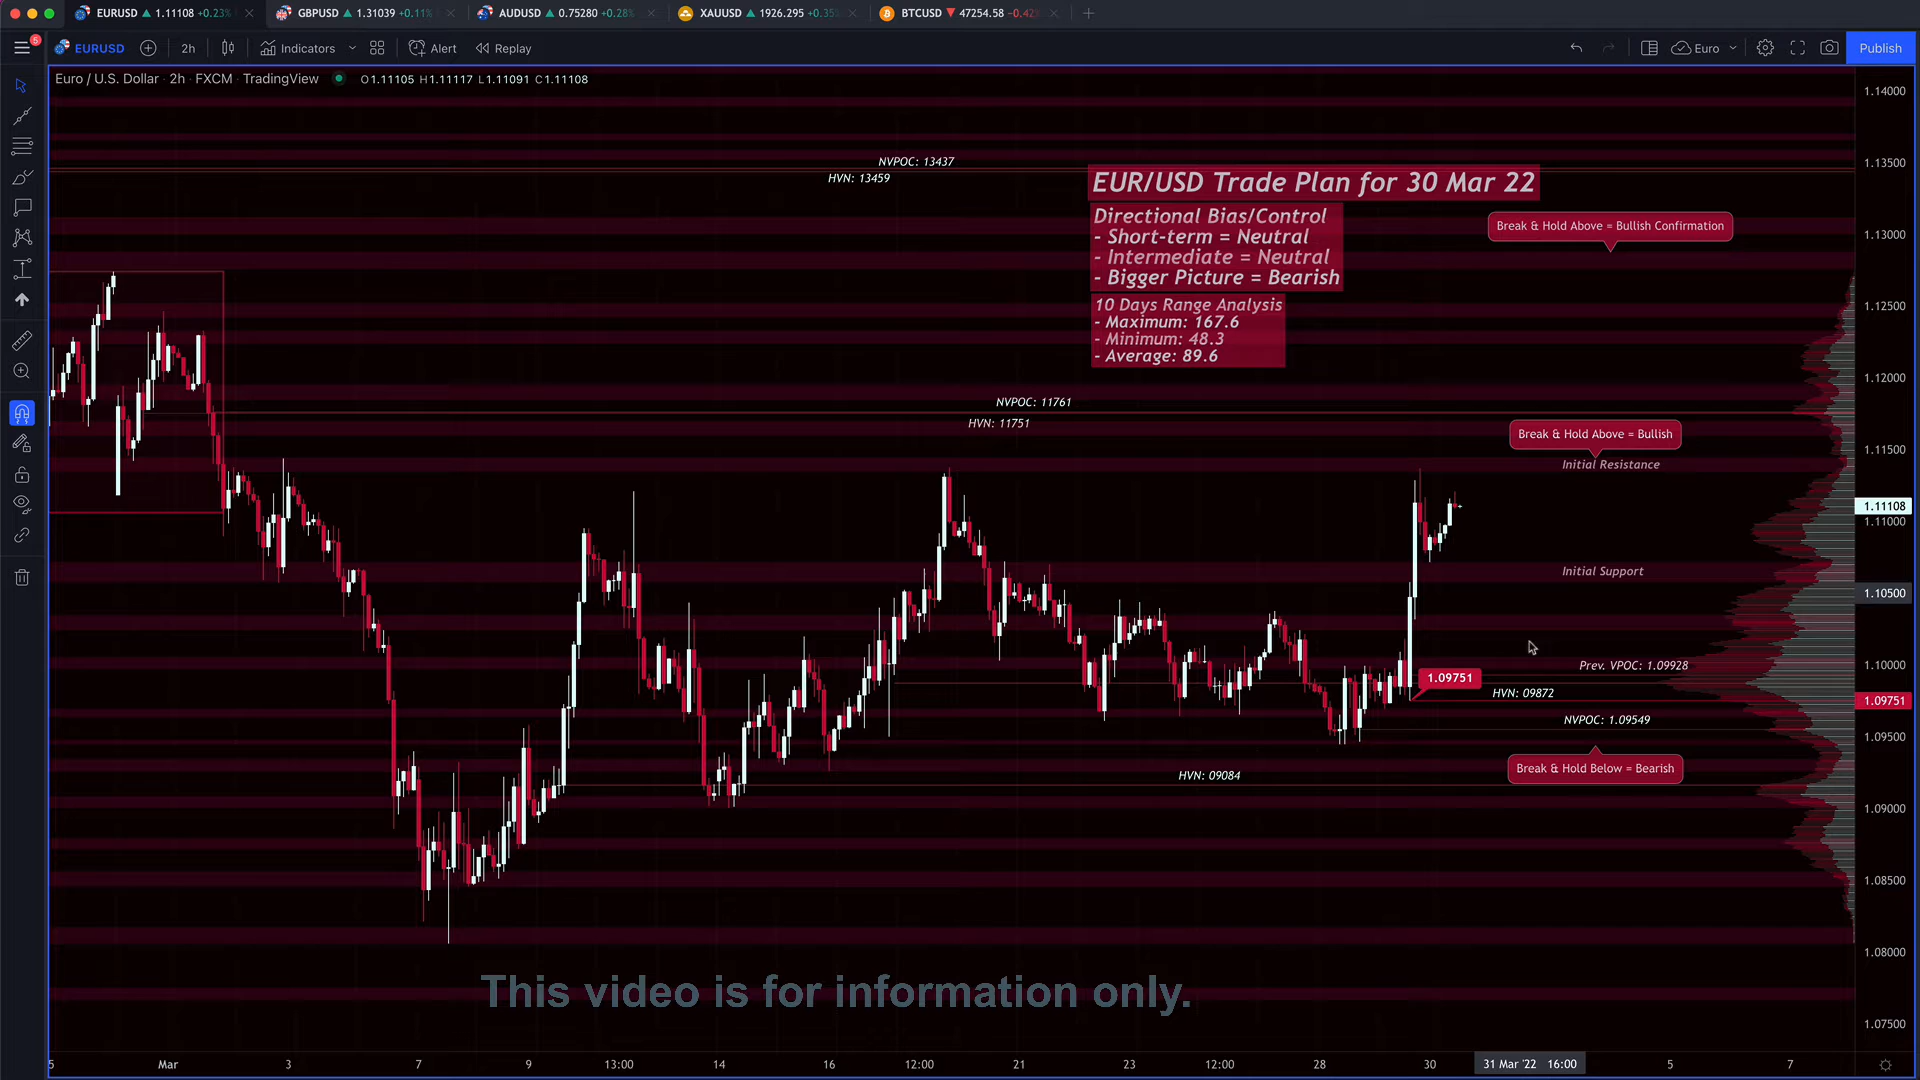 EURUSD 1.11108 +0.23% GBPUSD 1.31039 +0.11% AUDUSD 0.75280 +0.28% XAUUSD 1926.295 +0.35% BTCUSD 47254.58 -0.42%
5
EURUSD 2h Indicators Alert Replay Euro Publish
Euro / U.S. Dollar · 2h · FXCM · TradingView O1.11105 H1.11117 L1.11091 C1.11108
1.14000
NVPOC: 13437
1.13500
HVN: 13459
EUR/USD Trade Plan for 30 Mar 22
Directional Bias/Control
- Short-term = Neutral
- Intermediate = Neutral
- Bigger Picture = Bearish
Break & Hold Above = Bullish Confirmation
1.13000
10 Days Range Analysis
- Maximum: 167.6
- Minimum: 48.3
- Average: 89.6
1.12500
1.12000
NVPOC: 11761
HVN: 11751
Break & Hold Above = Bullish
1.11500
Initial Resistance
1.11108
1.11000
Initial Support
1.10500
Prev. VPOC: 1.09928
1.10000
1.09751
HVN: 09872
1.09751
NVPOC: 1.09549
1.09500
Break & Hold Below = Bearish
HVN: 09084
1.09000
1.08500
1.08000
This video is for information only.
1.07500
5 Mar 3 7 9 13:00 14 16 12:00 21 23 12:00 28 30 31 Mar '22 16:00 5 7